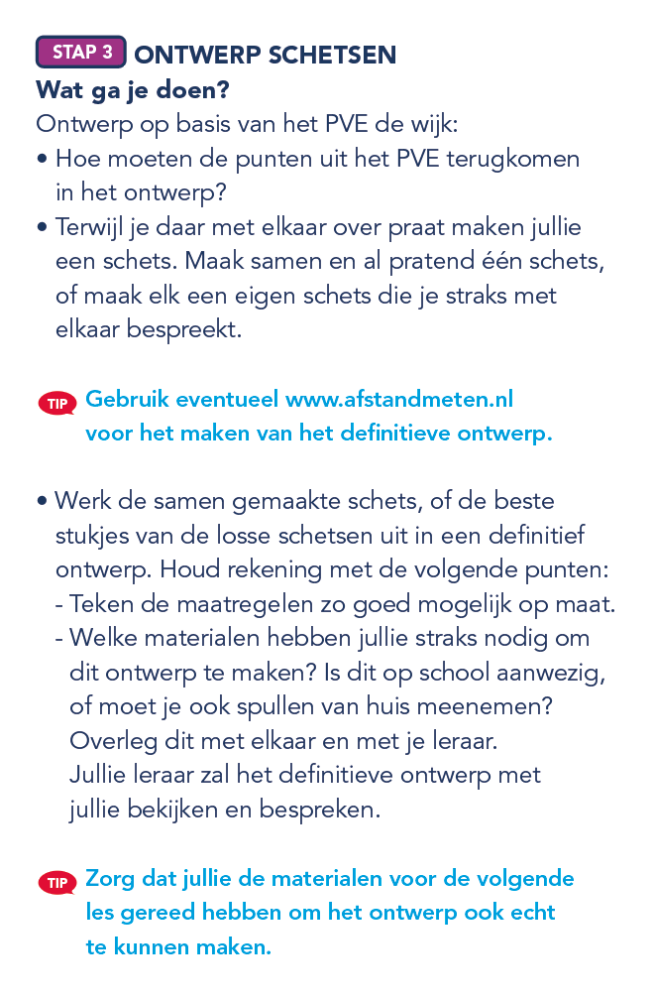 STAP 3 ONTWERP SCHETSEN
Wat ga je doen?
Ontwerp op basis van het PVE de wijk:
• Hoe moeten de punten uit het PVE terugkomen
in het ontwerp?
• Terwijl je daar met elkaar over praat maken jullie
een schets. Maak samen en al pratend één schets,
of maak elk een eigen schets die je straks met
elkaar bespreekt.
TIP Gebruik eventueel www.afstandmeten.nl
voor het maken van het definitieve ontwerp.
• Werk de samen gemaakte schets, of de beste
stukjes van de losse schetsen uit in een definitief
ontwerp. Houd rekening met de volgende punten:
- Teken de maatregelen zo goed mogelijk op maat.
- Welke materialen hebben jullie straks nodig om
dit ontwerp te maken? Is dit op school aanwezig,
of moet je ook spullen van huis meenemen?
Overleg dit met elkaar en met je leraar.
Jullie leraar zal het definitieve ontwerp met
jullie bekijken en bespreken.
TIP Zorg dat jullie de materialen voor de volgende
les gereed hebben om het ontwerp ook echt
te kunnen maken.